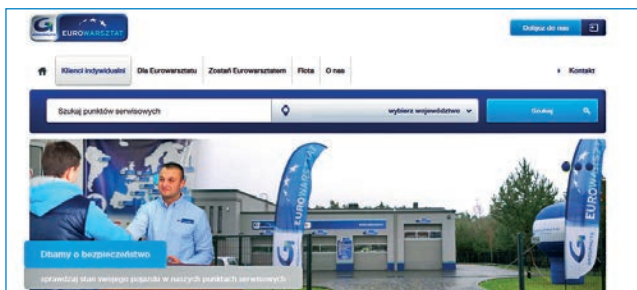 G
EUROWARSZTAT
Dołącz do nas
Klienci indywidualni Dla Eurowarsztatu Zostań Eurowarsztatem Flota O nas Kontakt
Szukaj punktów serwisowych wybierz województwo Szukaj
EUROWARSZTAT
EUROWARSZTAT
Dbamy o bezpieczeństwo
sprawdzaj stan swojego pojazdu w naszych punktach serwisowych